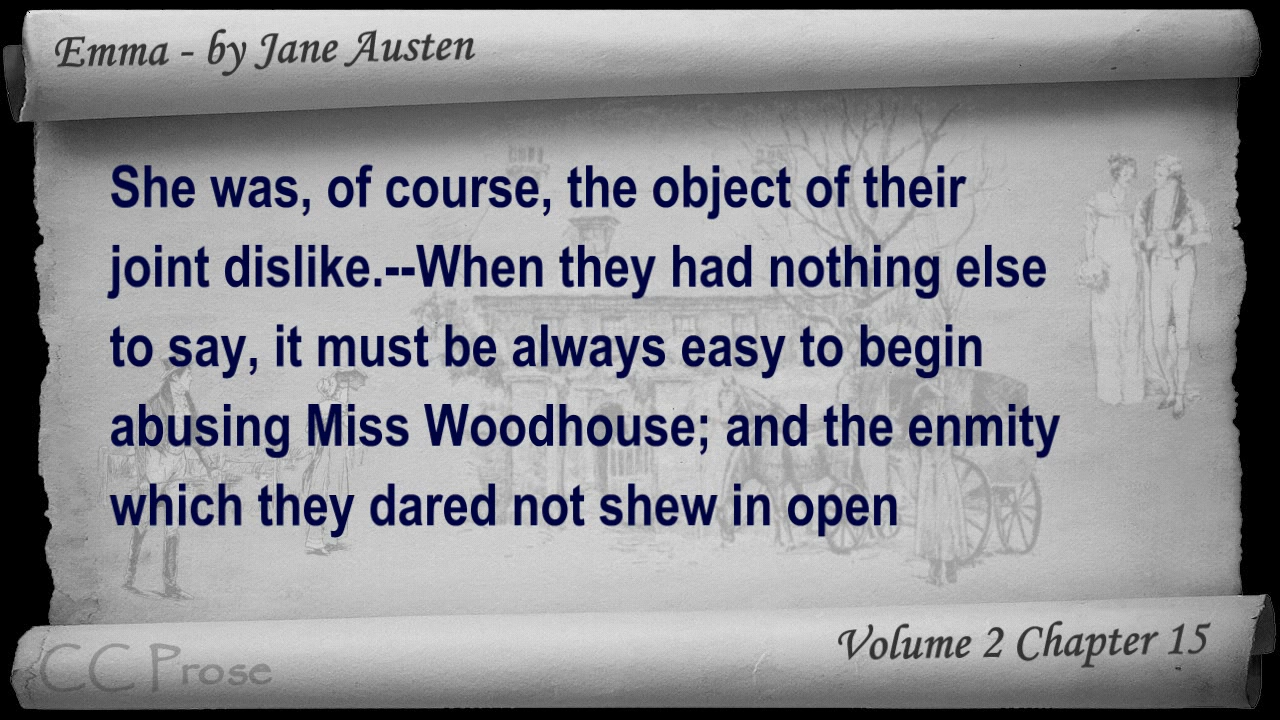 Emma - by Jane Austen
She was, of course, the object of their
joint dislike.--When they had nothing else
to say, it must be always easy to begin
abusing Miss Woodhouse; and the enmity
which they dared not shew in open
Volume 2 Chapter 15
CC Prose